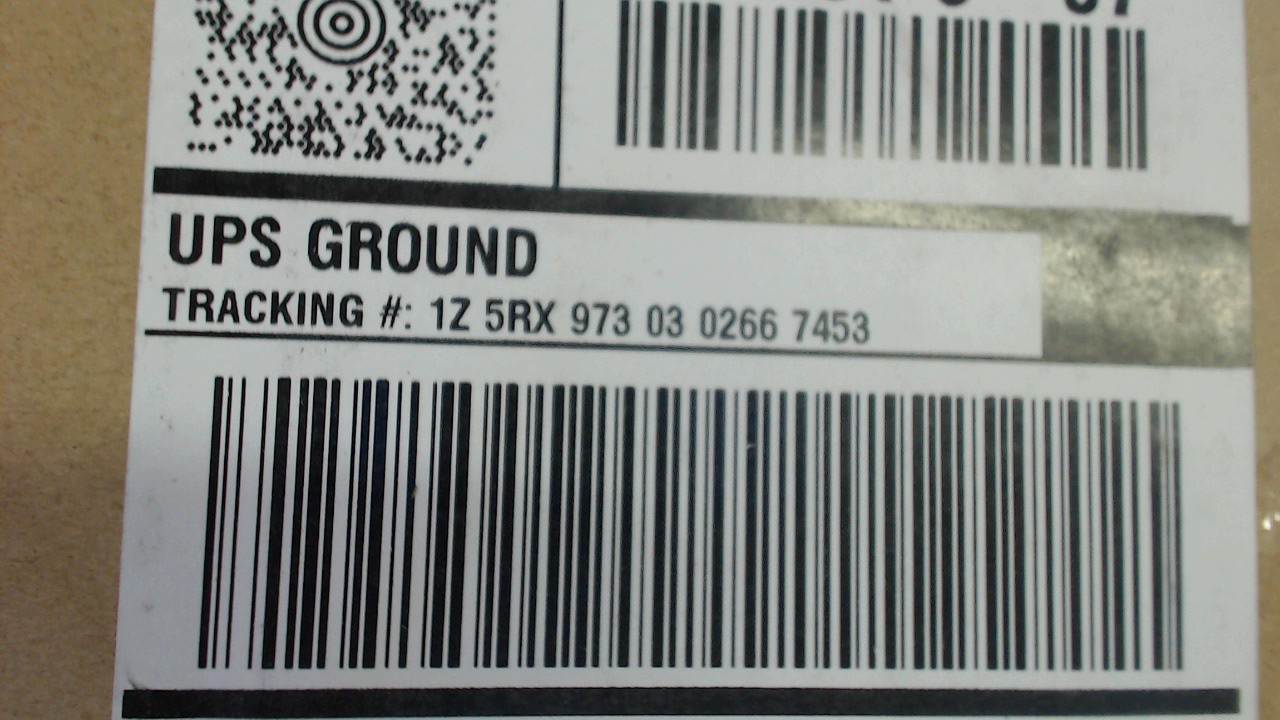 UPS GROUND
TRACKING #: 1Z 5RX 973 03 0266 7453